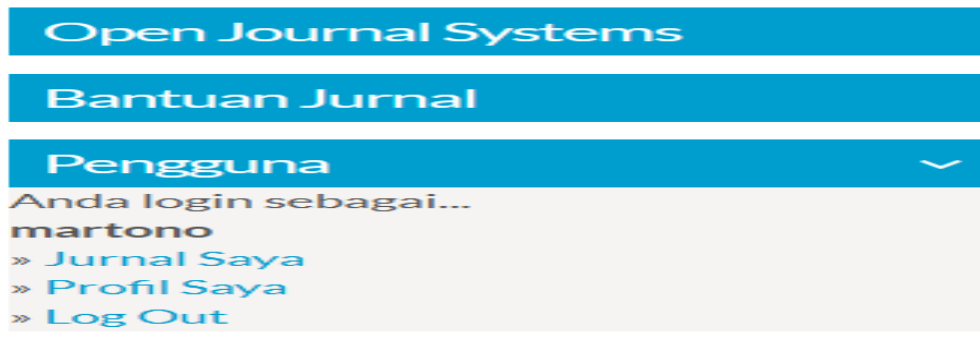 Open Journal Systems
Bantuan Jurnal
Pengguna
Anda login sebagai...
martono
» Jurnal Saya
» Profil Saya
» Log Out